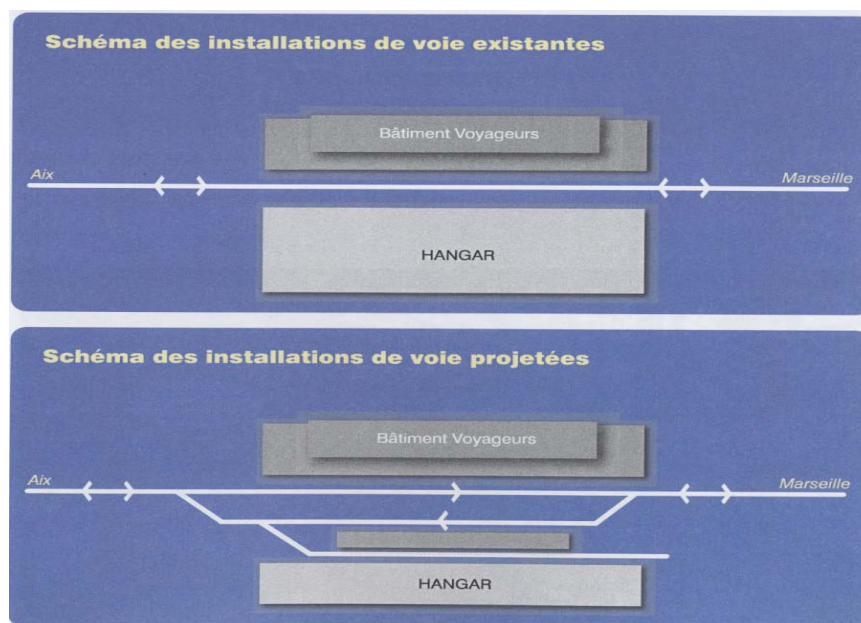 Schéma des installations de voie existantes
Bâtiment Voyageurs
Aix
Marseille
HANGAR
Schéma des installations de voie projetées
Bâtiment Voyageurs
Aix
Marseille
HANGAR